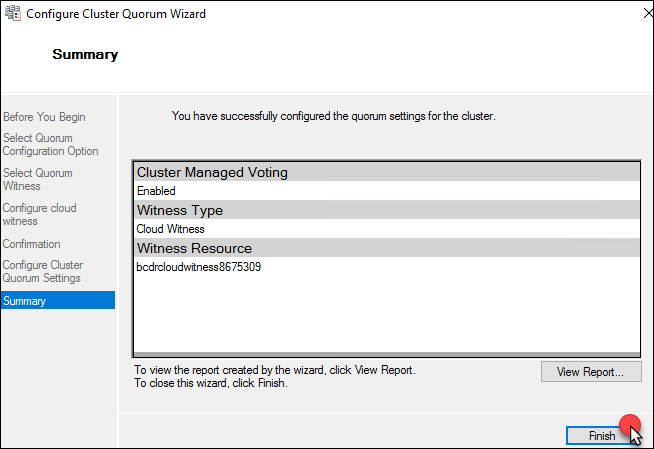 Configure Cluster Quorum Wizard
Summary
Before You Begin
Select Quorum
Configuration Option
Select Quorum
Witness
Configure cloud
witness
Confirmation
Configure Cluster
Quorum Settings
Summary
You have successfully configured the quorum settings for the cluster.
Cluster Managed Voting
Enabled
Witness Type
Cloud Witness
Witness Resource
bcdrcloudwitness8675309
To view the report created by the wizard, click View Report.
To close this wizard, click Finish.
View Report...
Finish